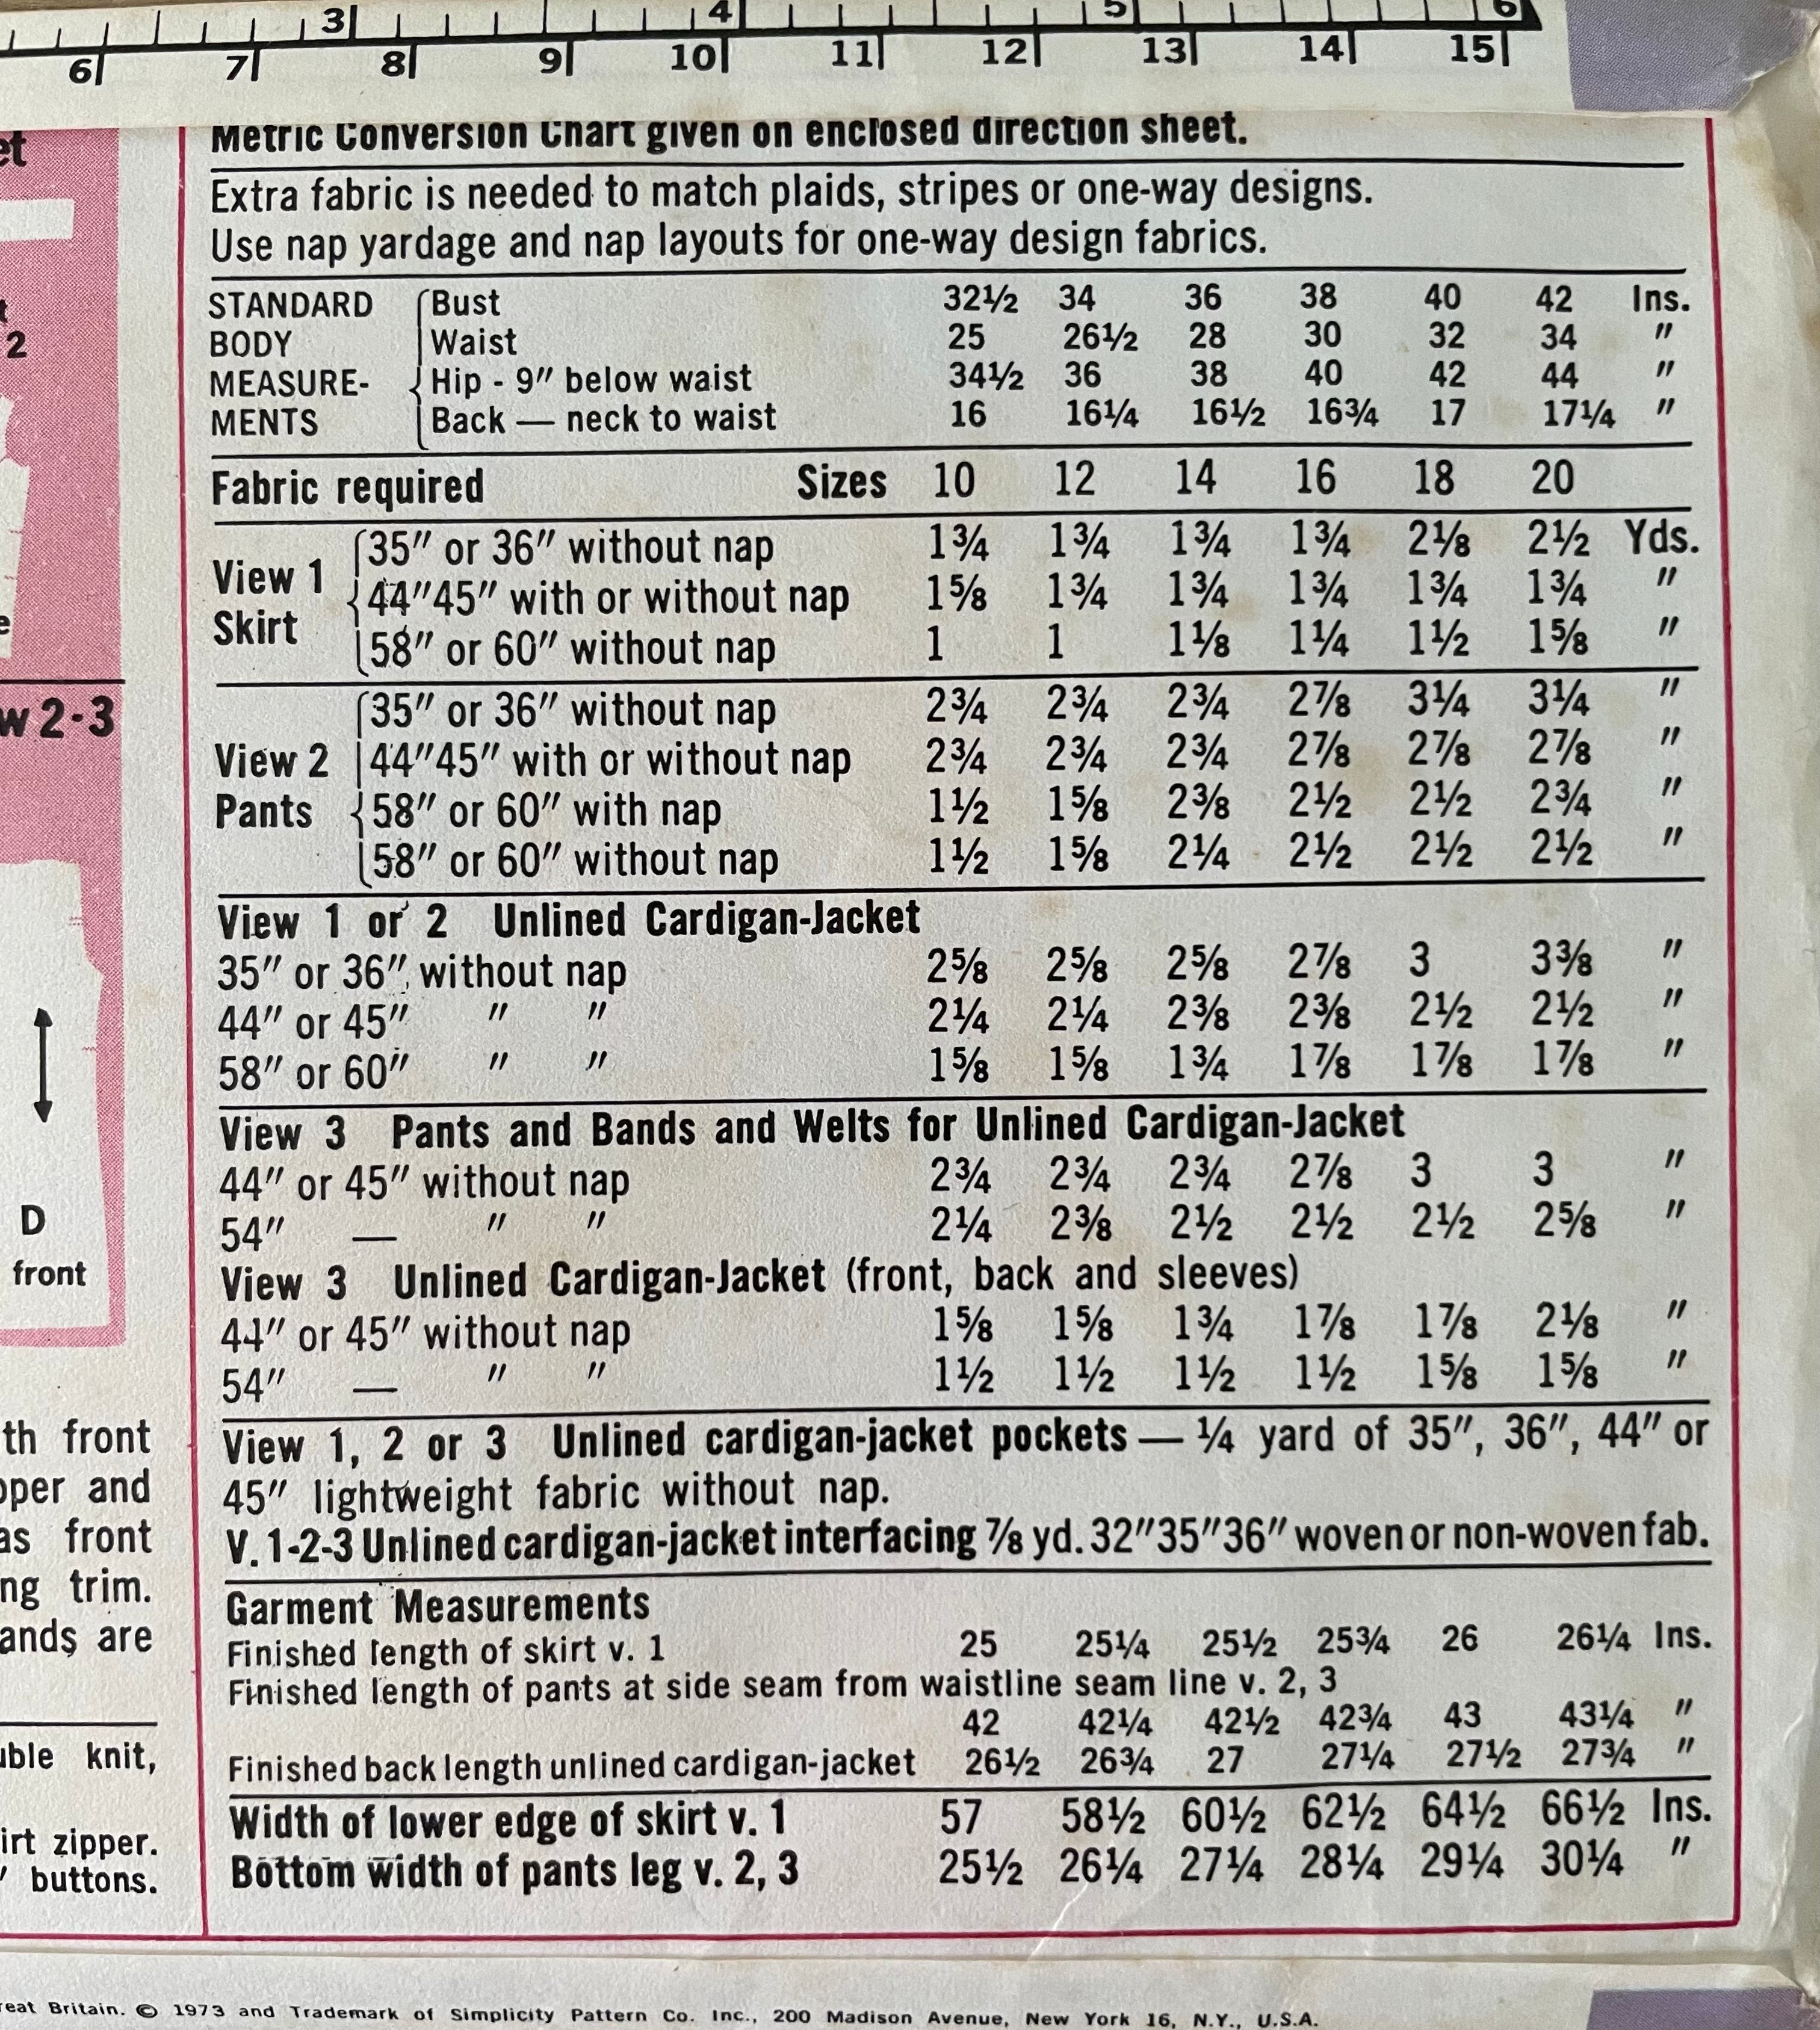 3 4 5 6
6 7 8 9 10 11 12 13 14 15
Metric Conversion Chart given on enclosed direction sheet.
Extra fabric is needed to match plaids, stripes or one-way designs.
Use nap yardage and nap layouts for one-way design fabrics.
STANDARD Bust 32½ 34 36 38 40 42 Ins.
BODY Waist 25 26½ 28 30 32 34 "
MEASURE- Hip - 9" below waist 34½ 36 38 40 42 44 "
MENTS Back — neck to waist 16 16¼ 16½ 16¾ 17 17¼ "
Fabric required Sizes 10 12 14 16 18 20
35" or 36" without nap 1¾ 1¾ 1¾ 1¾ 2⅛ 2½ Yds.
View 1
44"45" with or without nap 1⅝ 1¾ 1¾ 1¾ 1¾ 1¾ "
Skirt
58" or 60" without nap 1 1 1⅛ 1¼ 1½ 1⅝ "
35" or 36" without nap 2¾ 2¾ 2¾ 2⅞ 3¼ 3¼ "
View 2 44"45" with or without nap 2¾ 2¾ 2¾ 2⅞ 2⅞ 2⅞ "
Pants 58" or 60" with nap 1½ 1⅝ 2⅜ 2½ 2½ 2¾ "
58" or 60" without nap 1½ 1⅝ 2¼ 2½ 2½ 2½ "
View 1 or 2 Unlined Cardigan-Jacket
35" or 36" without nap 2⅝ 2⅝ 2⅝ 2⅞ 3 3⅜ "
44" or 45" " " 2¼ 2¼ 2⅜ 2⅜ 2½ 2½ "
58" or 60" " " 1⅝ 1⅝ 1¾ 1⅞ 1⅞ 1⅞ "
View 3 Pants and Bands and Welts for Unlined Cardigan-Jacket
44" or 45" without nap 2¾ 2¾ 2¾ 2⅞ 3 3 "
54" — " " 2¼ 2⅜ 2½ 2½ 2½ 2⅝ "
View 3 Unlined Cardigan-Jacket (front, back and sleeves)
44" or 45" without nap 1⅝ 1⅝ 1¾ 1⅞ 1⅞ 2⅛ "
54" — " " 1½ 1½ 1½ 1½ 1⅝ 1⅝ "
View 1, 2 or 3 Unlined cardigan-jacket pockets — ¼ yard of 35", 36", 44" or
45" lightweight fabric without nap.
V. 1-2-3 Unlined cardigan-jacket interfacing ⅞ yd. 32"35"36" woven or non-woven fab.
Garment Measurements
Finished length of skirt v. 1 25 25¼ 25½ 25¾ 26 26¼ Ins.
Finished length of pants at side seam from waistline seam line v. 2, 3
42 42¼ 42½ 42¾ 43 43¼ "
Finished back length unlined cardigan-jacket 26½ 26¾ 27 27¼ 27½ 27¾ "
Width of lower edge of skirt v. 1 57 58½ 60½ 62½ 64½ 66½ Ins.
Bottom width of pants leg v. 2, 3 25½ 26¼ 27¼ 28¼ 29¼ 30¼ "
2
2-3
D
front
front
and
front
trim.
are
knit,
zipper.
buttons.
Britain. © 1973 and Trademark of Simplicity Pattern Co. Inc., 200 Madison Avenue, New York 16, N.Y., U.S.A.